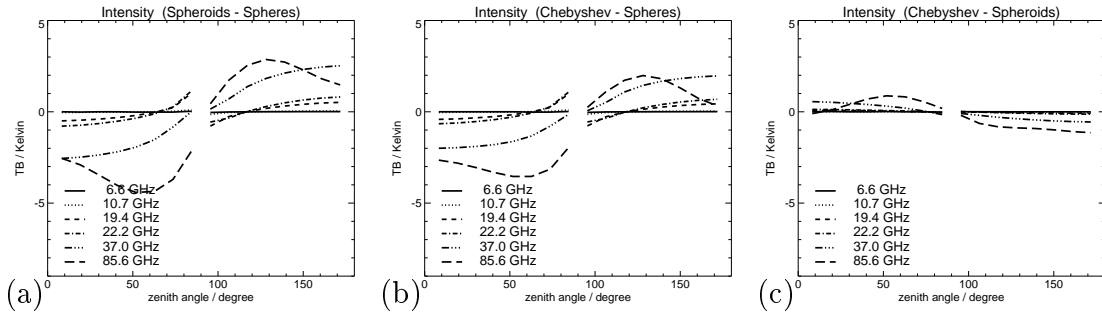 Intensity (Spheroids - Spheres)
5
0
-5
TB / Kelvin
6.6 GHz
10.7 GHz
19.4 GHz
22.2 GHz
37.0 GHz
85.6 GHz
0 50 100 150
zenith angle / degree
(a)
Intensity (Chebyshev - Spheres)
5
0
-5
TB / Kelvin
6.6 GHz
10.7 GHz
19.4 GHz
22.2 GHz
37.0 GHz
85.6 GHz
0 50 100 150
zenith angle / degree
(b)
Intensity (Chebyshev - Spheroids)
5
0
-5
TB / Kelvin
6.6 GHz
10.7 GHz
19.4 GHz
22.2 GHz
37.0 GHz
85.6 GHz
0 50 100 150
zenith angle / degree
(c)